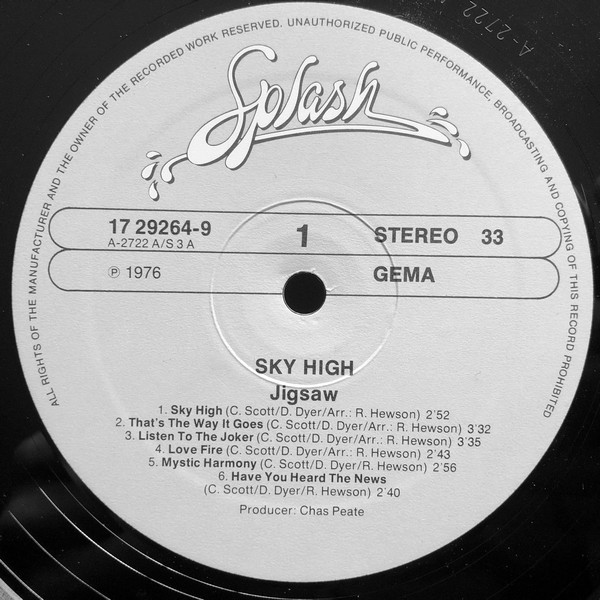 ALL RIGHTS OF THE MANUFACTURER AND THE OWNER OF THE RECORDED WORK RESERVED. UNAUTHORIZED PUBLIC PERFORMANCE, BROADCASTING AND COPYING OF THIS RECORD PROHIBITED
A-2722
Splash
17 29264-9 1 STEREO 33
A-2722 A/S 3 A
℗ 1976 GEMA
SKY HIGH
Jigsaw
1. Sky High (C. Scott/D. Dyer/Arr.: R. Hewson) 2'52
2. That's The Way It Goes (C. Scott/D. Dyer/Arr.: R. Hewson) 3'32
3. Listen To The Joker (C. Scott/D. Dyer/Arr.: R. Hewson) 3'35
4. Love Fire (C. Scott/D. Dyer/Arr.: R. Hewson) 2'43
5. Mystic Harmony (C. Scott/D. Dyer/Arr.: R. Hewson) 2'56
6. Have You Heard The News
(C. Scott/D. Dyer/R. Hewson) 2'40
Producer: Chas Peate